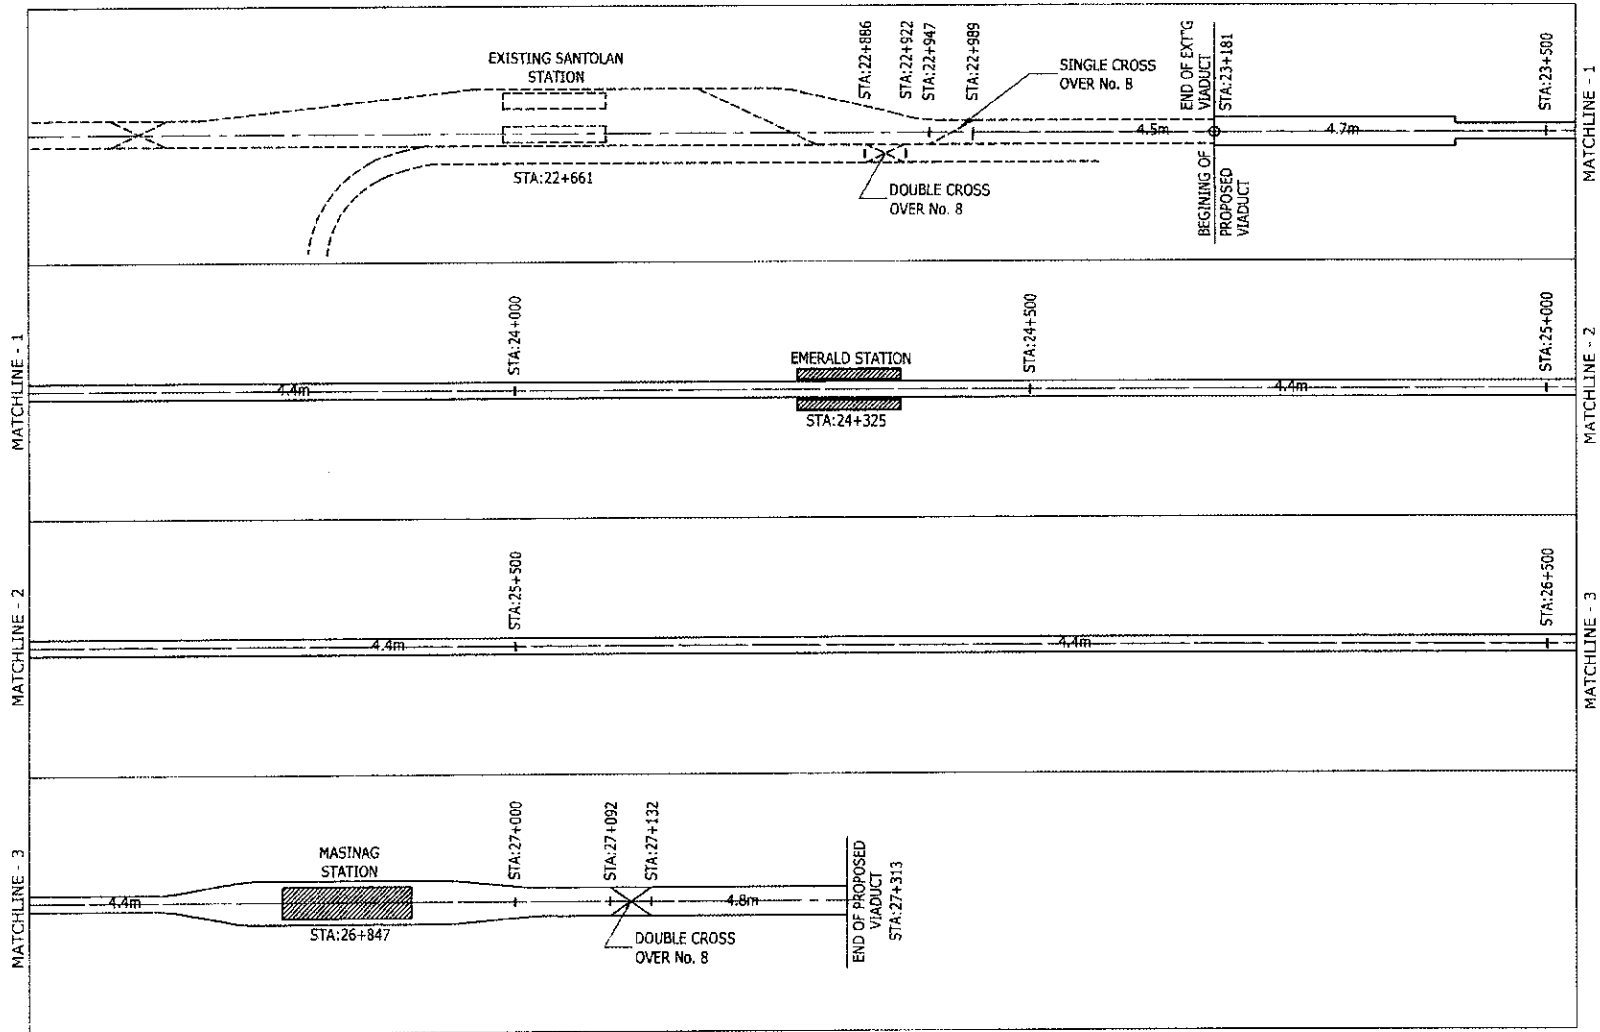 EXISTING SANTOLAN
STATION
STA:22+661
STA:22+886
STA:22+922
STA:22+947
STA:22+989
SINGLE CROSS
OVER No. 8
DOUBLE CROSS
OVER No. 8
4.5m
END OF EXT'G
VIADUCT
STA:23+181
BEGINING OF
PROPOSED
VIADUCT
4.7m
STA:23+500
MATCHLINE - 1
MATCHLINE - 1
4.4m
STA:24+000
EMERALD STATION
STA:24+325
STA:24+500
4.4m
STA:25+000
MATCHLINE - 2
MATCHLINE - 2
4.4m
STA:25+500
4.4m
STA:26+500
MATCHLINE - 3
MATCHLINE - 3
4.4m
MASINAG
STATION
STA:26+847
STA:27+000
STA:27+092
STA:27+132
DOUBLE CROSS
OVER No. 8
4.8m
END OF PROPOSED
VIADUCT
STA:27+313